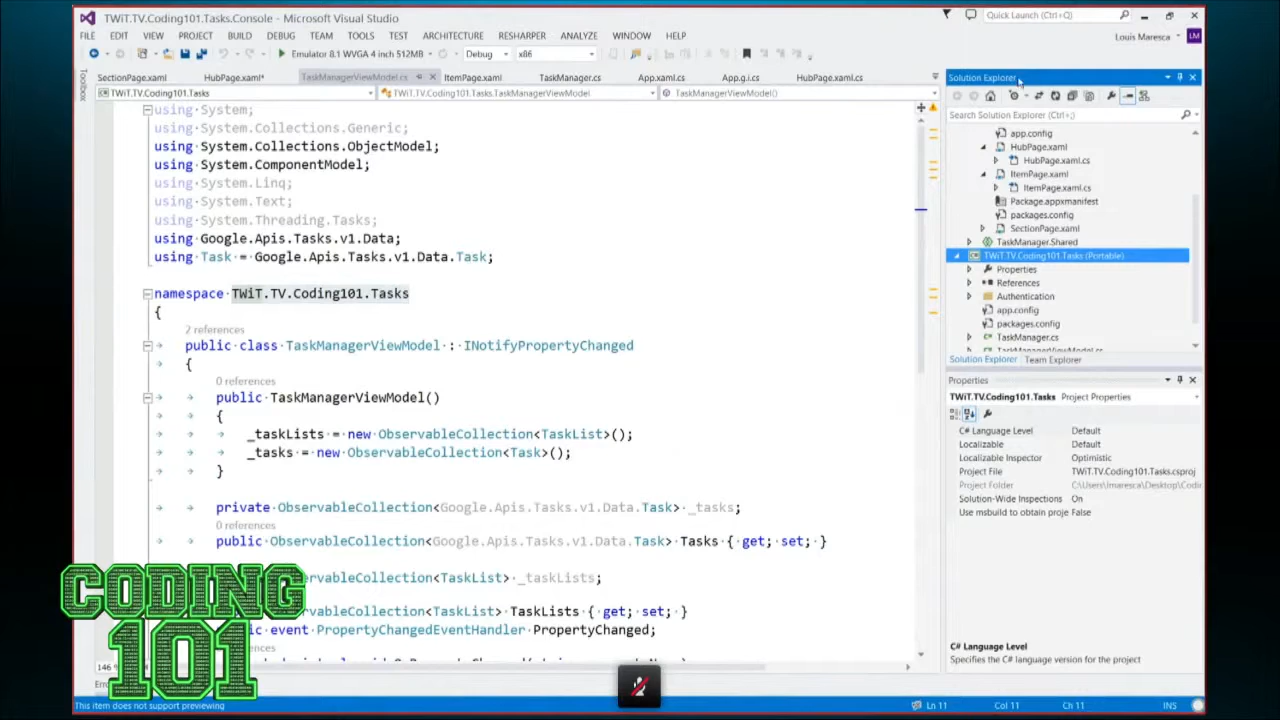 TWiT.TV.Coding101.Tasks.Console - Microsoft Visual Studio
Quick Launch (Ctrl+Q)
FILE EDIT VIEW PROJECT BUILD DEBUG TEAM TOOLS TEST ARCHITECTURE RESHARPER ANALYZE WINDOW HELP
Louis Maresca LM
Emulator 8.1 WVGA 4 inch 512MB Debug x86
Toolbox
SectionPage.xaml HubPage.xaml* TaskManagerViewModel.cs ItemPage.xaml TaskManager.cs App.xaml.cs App.g.i.cs HubPage.xaml.cs
TWiT.TV.Coding101.Tasks TWiT.TV.Coding101.Tasks.TaskManagerViewModel TaskManagerViewModel()
using System;
using System.Collections.Generic;
using System.Collections.ObjectModel;
using System.ComponentModel;
using System.Linq;
using System.Text;
using System.Threading.Tasks;
using Google.Apis.Tasks.v1.Data;
using Task = Google.Apis.Tasks.v1.Data.Task;
namespace TWiT.TV.Coding101.Tasks
{
2 references
public class TaskManagerViewModel : INotifyPropertyChanged
{
0 references
public TaskManagerViewModel()
{
_taskLists = new ObservableCollection<TaskList>();
_tasks = new ObservableCollection<Task>();
}
private ObservableCollection<Google.Apis.Tasks.v1.Data.Task> _tasks;
0 references
public ObservableCollection<Google.Apis.Tasks.v1.Data.Task> Tasks { get; set; }
servableCollection<TaskList> _taskLists;
servableCollection<TaskList> TaskLists { get; set; }
event PropertyChangedEventHandler PropertyChanged;
146 %
Solution Explorer
Search Solution Explorer (Ctrl+;)
app.config
HubPage.xaml
HubPage.xaml.cs
ItemPage.xaml
ItemPage.xaml.cs
Package.appxmanifest
packages.config
SectionPage.xaml
TaskManager.Shared
TWiT.TV.Coding101.Tasks (Portable)
Properties
References
Authentication
app.config
packages.config
TaskManager.cs
TaskManagerViewModel.cs
Solution Explorer Team Explorer
Properties
TWiT.TV.Coding101.Tasks Project Properties
C# Language Level Default
Localizable Default
Localizable Inspector Optimistic
Project File TWiT.TV.Coding101.Tasks.csproj
Project Folder C:\Users\lmaresca\Desktop\Codin
Solution-Wide Inspections On
Use msbuild to obtain proje False
C# Language Level
Specifies the C# language version for the project
CODING
101
This item does not support previewing Ln 11 Col 11 Ch 11 INS